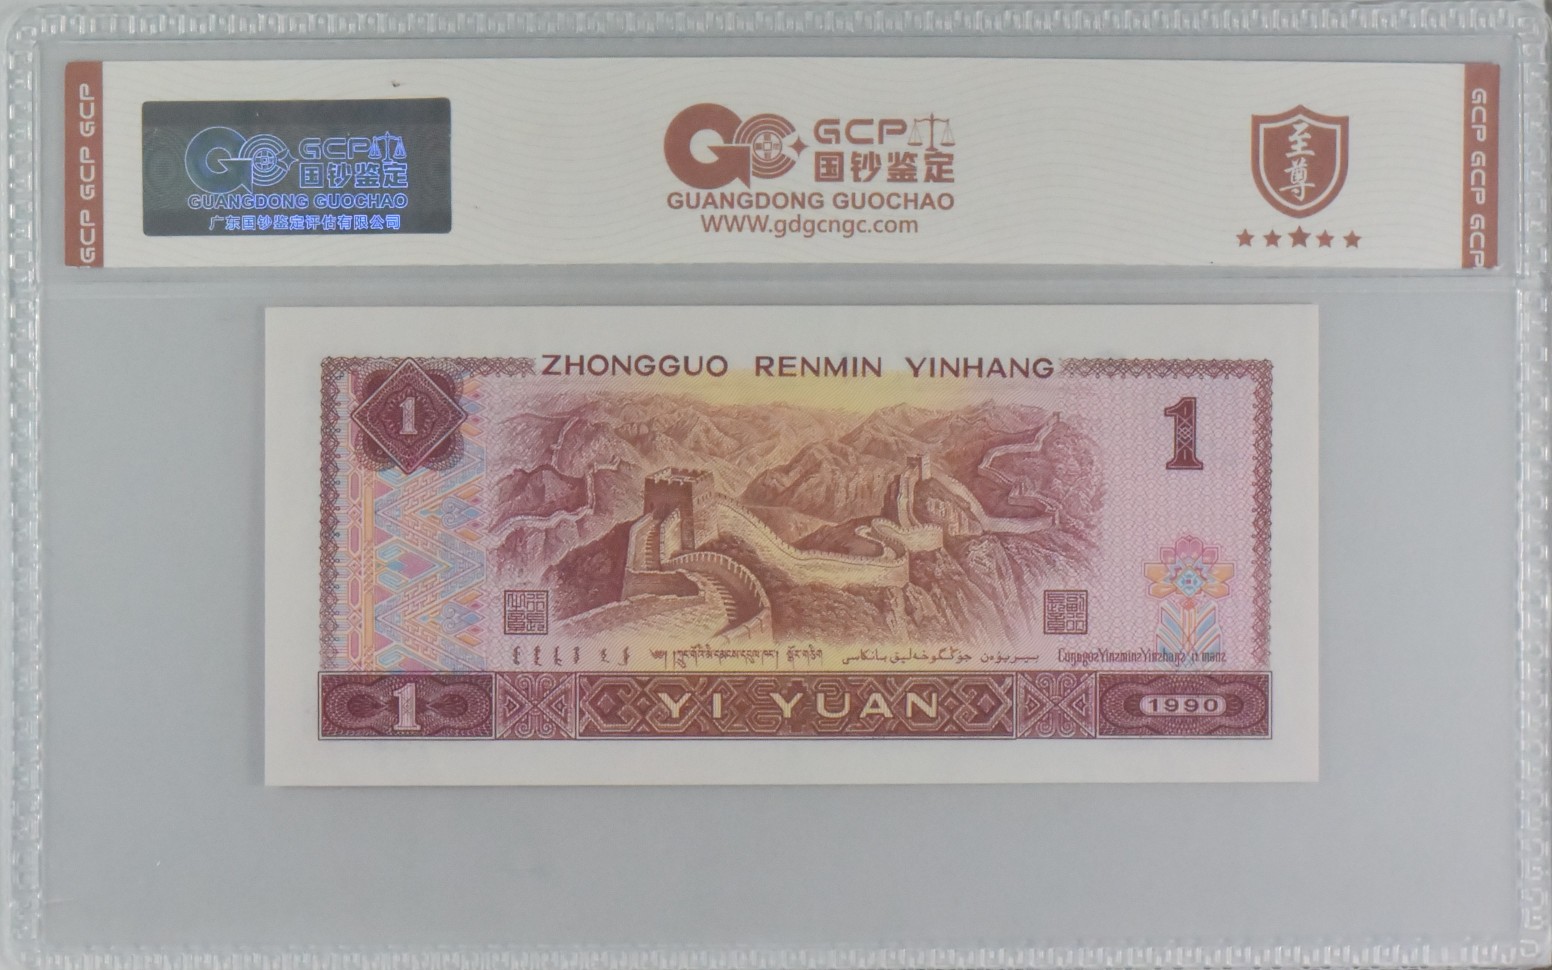 GCP GCP GCP
GCP
国钞鉴定
GUANGDONG GUOCHAO
广东国钞鉴定评估有限公司
GCP
国钞鉴定
GUANGDONG GUOCHAO
WWW.gdgcngc.com
至尊
GCP GCP GCP
ZHONGGUO RENMIN YINHANG
1
1
1
YI YUAN
1990